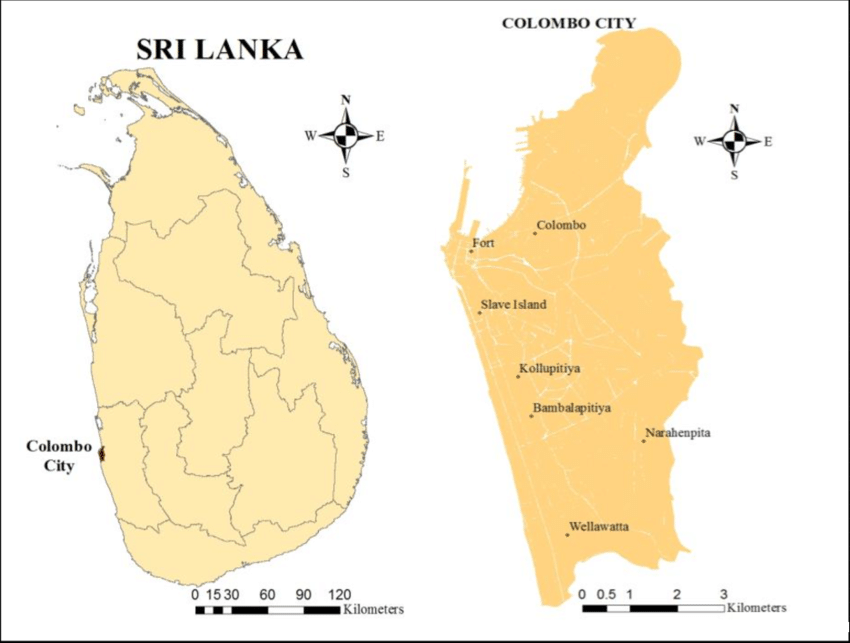 SRI LANKA
N
W E
S
Colombo
City
0 15 30 60 90 120
Kilometers
COLOMBO CITY
N
W E
S
Colombo
Fort
Slave Island
Kollupitiya
Bambalapitiya
Narahenpita
Wellawatta
0 0.5 1 2 3
Kilometers